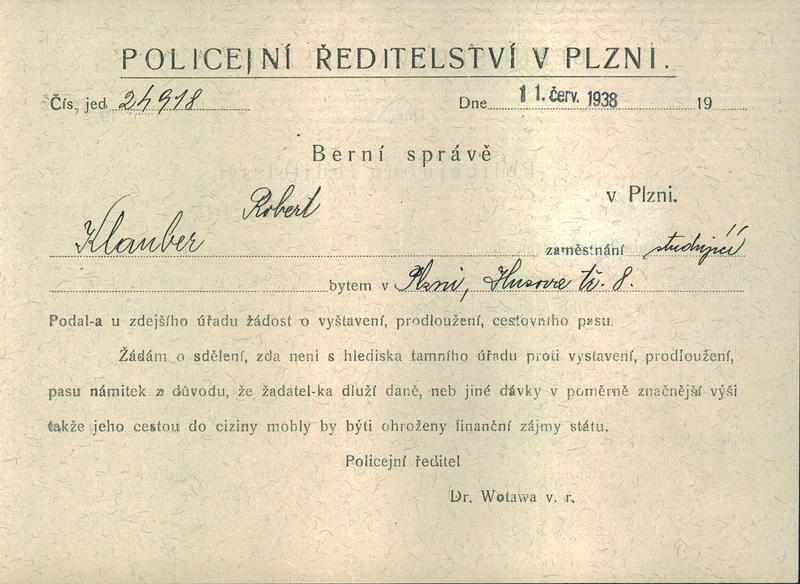 POLICEJNÍ ŘEDITELSTVÍ V PLZNI.
Čís. jed. 24918 Dne 11. červ. 1938 19
Berní správě
v Plzni.
Klauber Robert zaměstnání studující
bytem v Plzni, Husova tř. 8.
Podal-a u zdejšího úřadu žádost o vyštavení, prodloužení, cestovního pasu.
Žádám o sdělení, zda neni s hlediska tamního úřadu proti vystavení, prodloužení,
pasu námitek z důvodu, že žadatel-ka dluží daně, neb jiné dávky v poměrně značnější výši
takže jeho cestou do ciziny mohly by býti ohroženy finanční zájmy státu.
Policejní ředitel
Dr. Wotawa v. r.